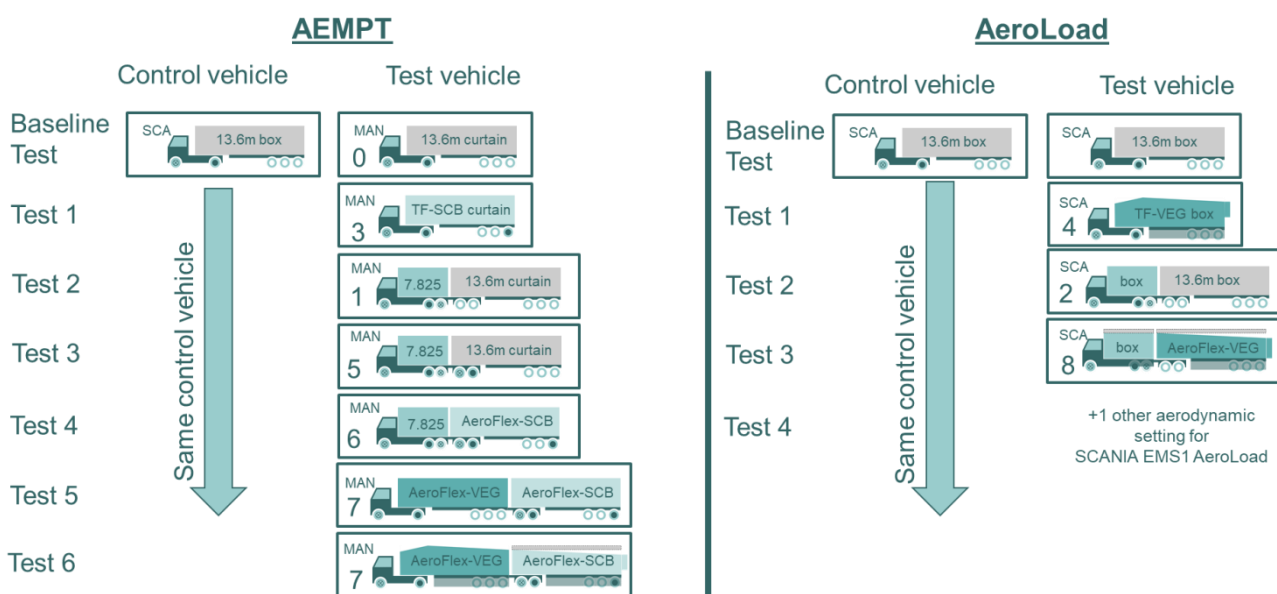 AEMPT
Control vehicle
Test vehicle
Baseline
Test
SCA
13.6m box
MAN
0
13.6m curtain
Same control vehicle
Test 1
MAN
3
TF-SCB curtain
Test 2
MAN
1
7.825
13.6m curtain
Test 3
MAN
5
7.825
13.6m curtain
Test 4
MAN
6
7.825
AeroFlex-SCB
Test 5
MAN
7
AeroFlex-VEG
AeroFlex-SCB
Test 6
MAN
7
AeroFlex-VEG
AeroFlex-SCB
AeroLoad
Control vehicle
Test vehicle
Baseline
Test
SCA
13.6m box
SCA
13.6m box
Same control vehicle
Test 1
SCA
4
TF-VEG box
Test 2
SCA
2
box
13.6m box
Test 3
SCA
8
box
AeroFlex-VEG
Test 4
+1 other aerodynamic
setting for
SCANIA EMS1 AeroLoad